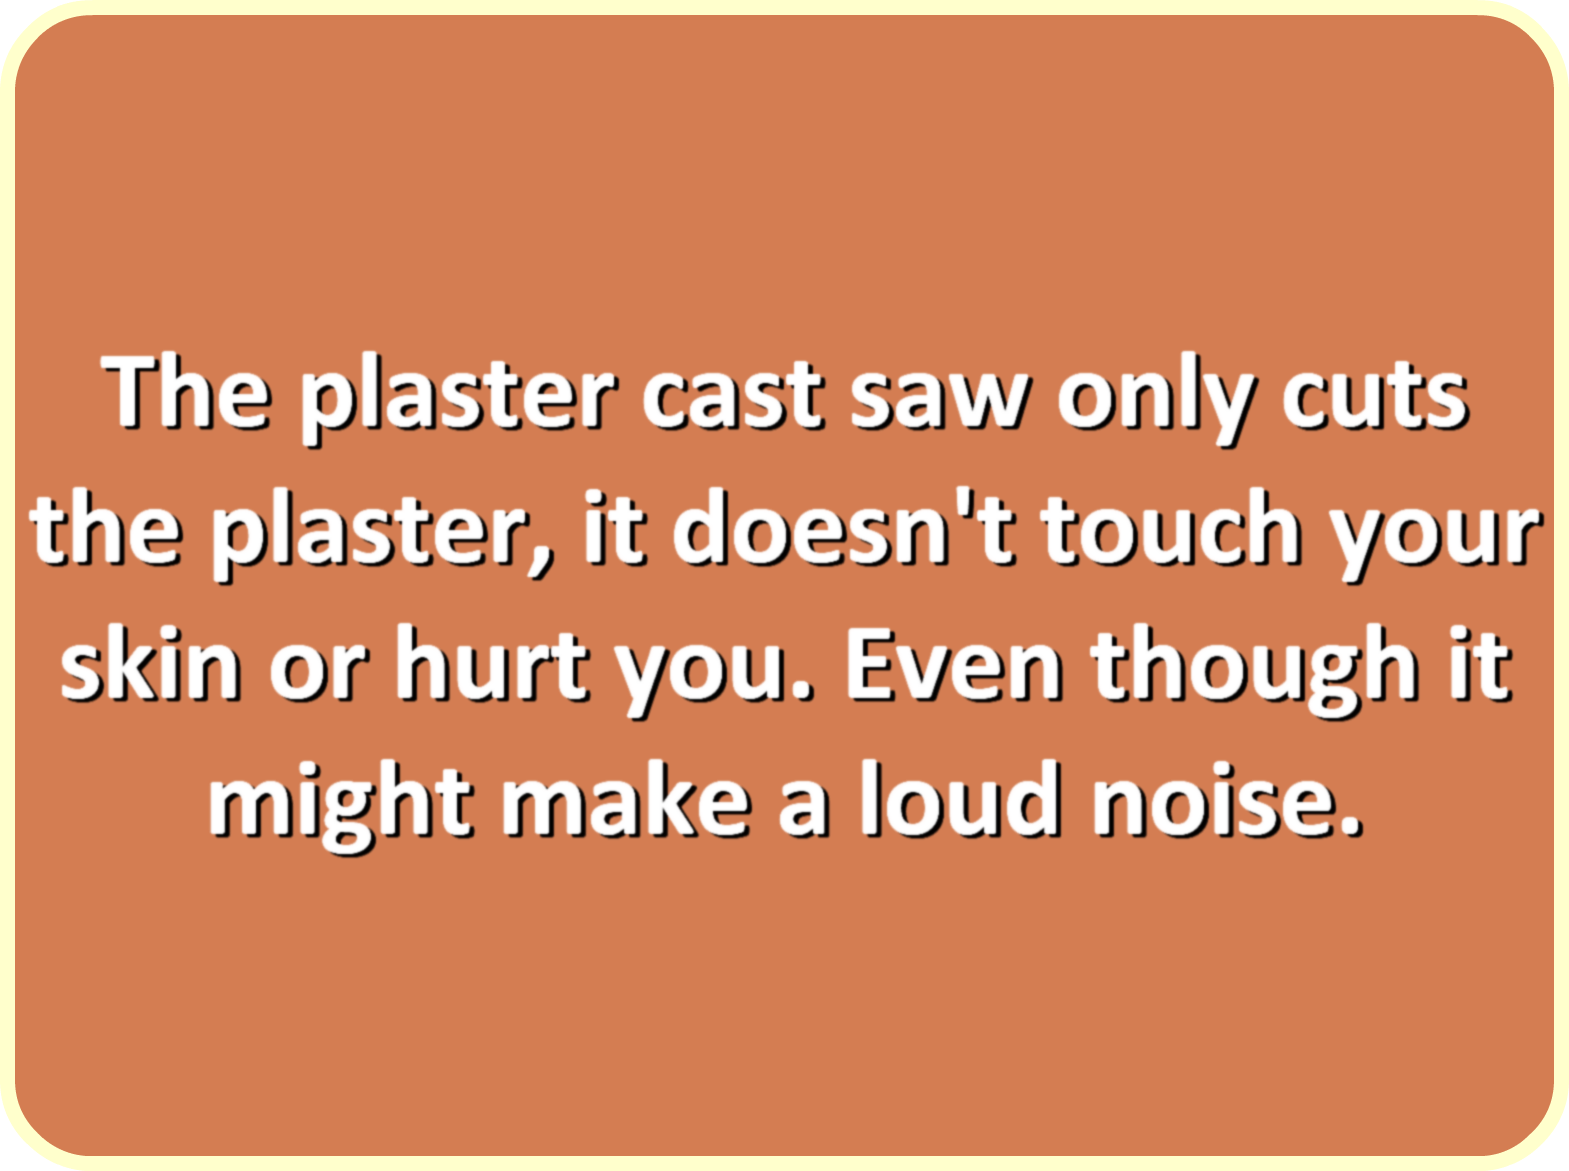 The plaster cast saw only cuts
the plaster, it doesn't touch your
skin or hurt you. Even though it
might make a loud noise.